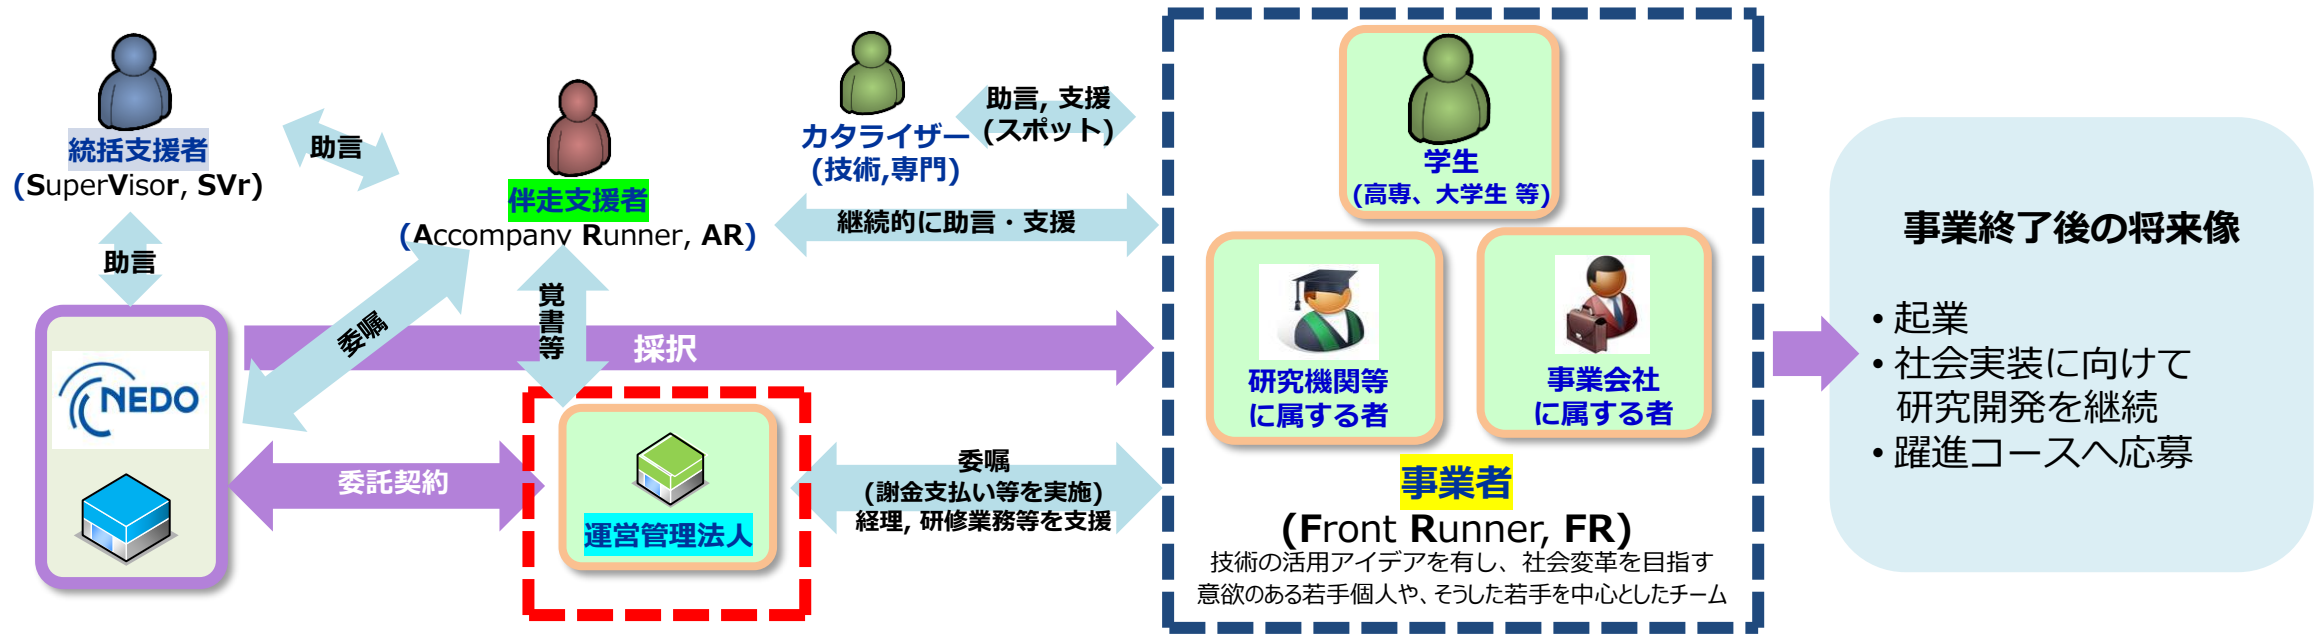 統括支援者
(SuperVisor, SVr)
助言
助言
NEDO
伴走支援者
(Accompany Runner, AR)
委嘱
覚書等
採択
委託契約
運営管理法人
カタライザー
(技術,専門)
助言, 支援
(スポット)
継続的に助言・支援
委嘱
(謝金支払い等を実施)
経理, 研修業務等を支援
学生
(高専、大学生 等)
研究機関等
に属する者
事業会社
に属する者
事業者
(Front Runner, FR)
技術の活用アイデアを有し、社会変革を目指す
意欲のある若手個人や、そうした若手を中心としたチーム
事業終了後の将来像
• 起業
• 社会実装に向けて
研究開発を継続
• 躍進コースへ応募